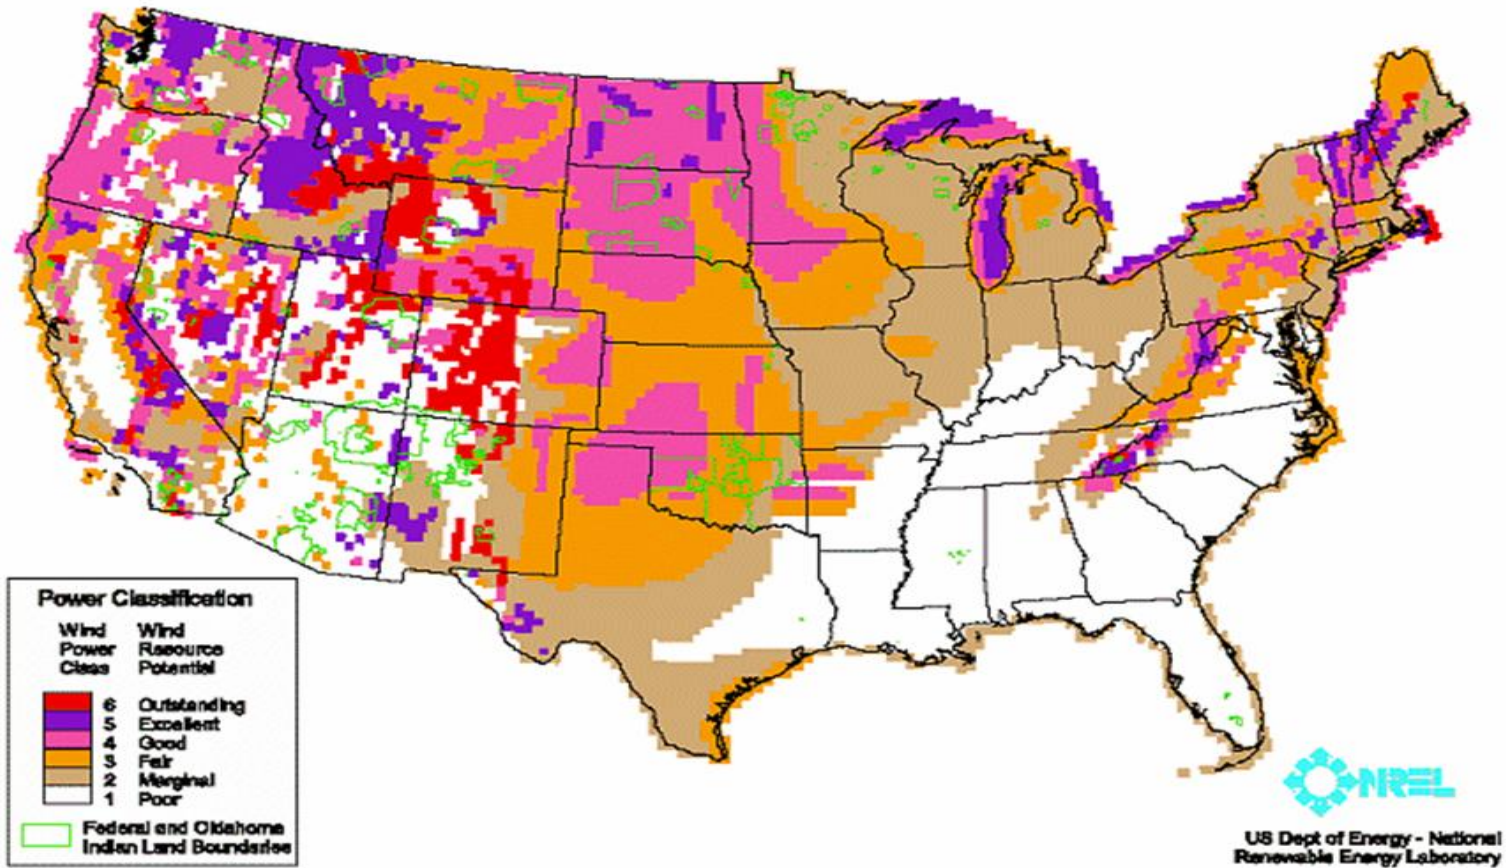 Power Classification
Wind Wind
Power Resource
Class Potential
6 Outstanding
5 Excellent
4 Good
3 Fair
2 Marginal
1 Poor
Federal and Oklahoma
Indian Land Boundaries
NREL
US Dept of Energy - National
Renewable Energy Laboratory